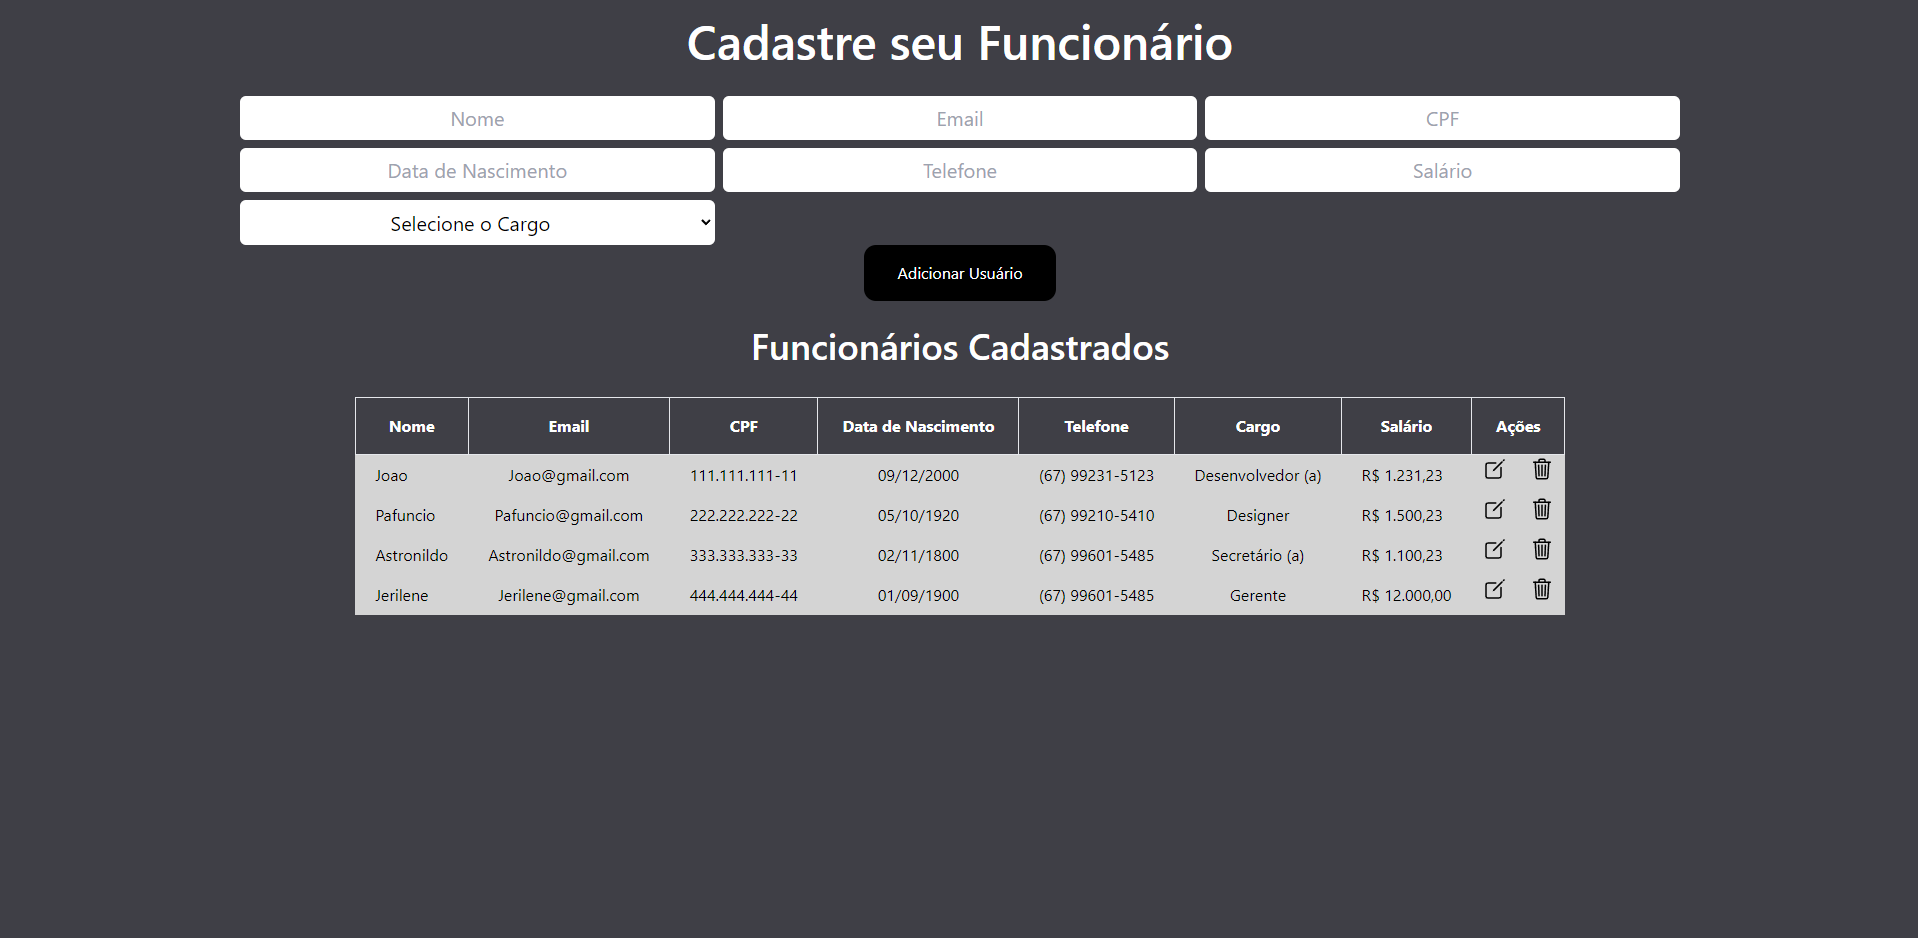 Cadastre seu Funcionário
Nome Email CPF
Data de Nascimento Telefone Salário
Selecione o Cargo
Adicionar Usuário
Funcionários Cadastrados
Nome Email CPF Data de Nascimento Telefone Cargo Salário Ações
Joao Joao@gmail.com 111.111.111-11 09/12/2000 (67) 99231-5123 Desenvolvedor (a) R$ 1.231,23
Pafuncio Pafuncio@gmail.com 222.222.222-22 05/10/1920 (67) 99210-5410 Designer R$ 1.500,23
Astronildo Astronildo@gmail.com 333.333.333-33 02/11/1800 (67) 99601-5485 Secretário (a) R$ 1.100,23
Jerilene Jerilene@gmail.com 444.444.444-44 01/09/1900 (67) 99601-5485 Gerente R$ 12.000,00